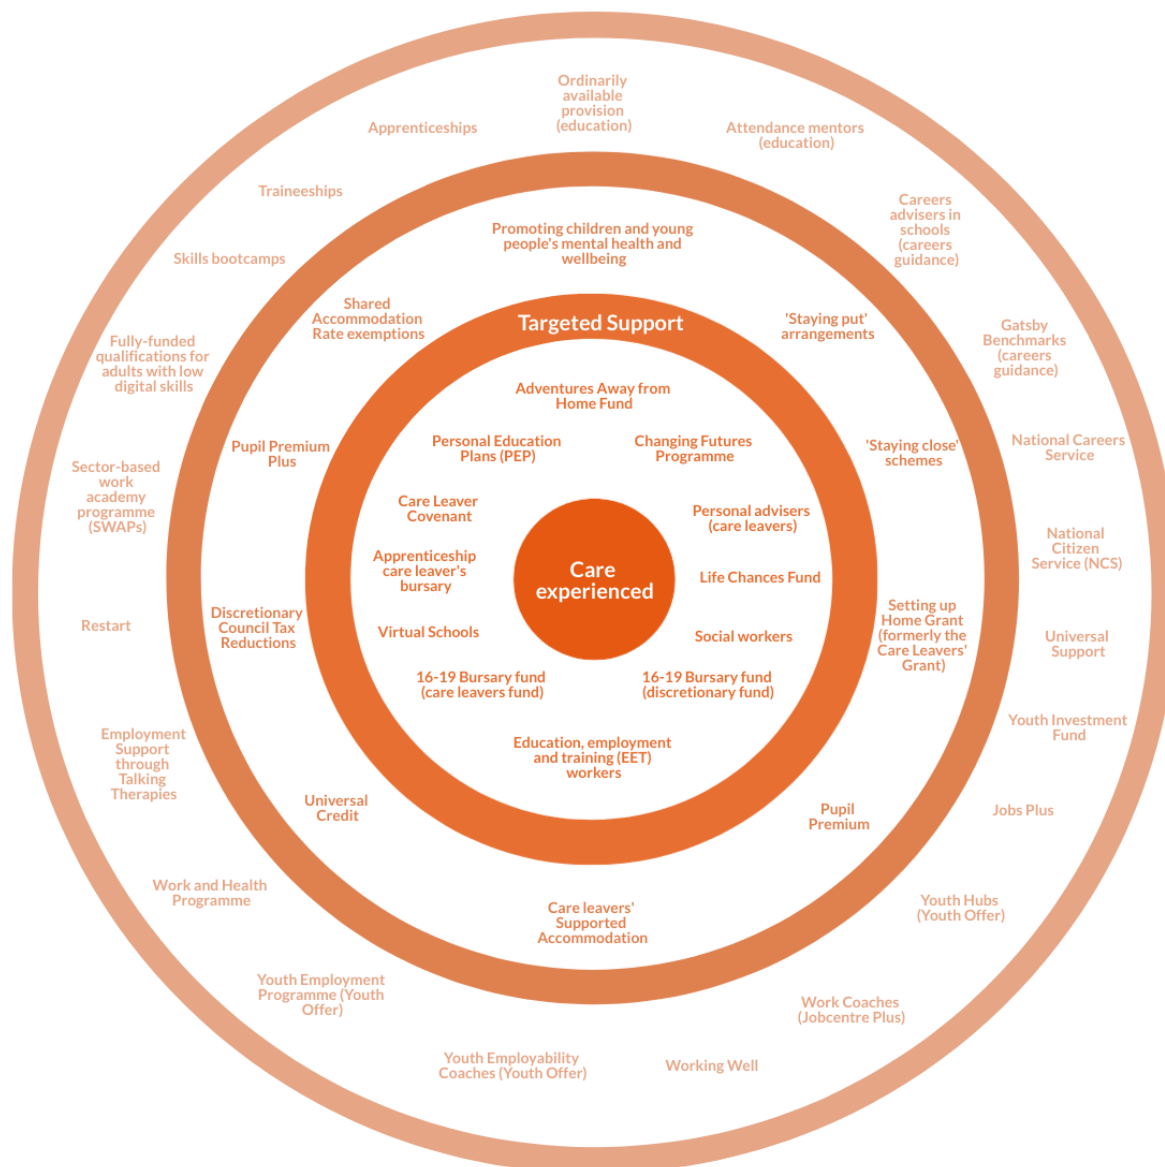 Ordinarily
available
provision
(education)
Apprenticeships
Attendance mentors
(education)
Traineeships
Careers
advisers in
schools
(careers
guidance)
Skills bootcamps
Promoting children and young
people's mental health and
wellbeing
Shared
Accommodation
Rate exemptions
Targeted Support
'Staying put'
arrangements
Fully-funded
qualifications for
adults with low
digital skills
Gatsby
Benchmarks
(careers
guidance)
Adventures Away from
Home Fund
Pupil Premium
Plus
Personal Education
Plans (PEP)
Changing Futures
Programme
'Staying close'
schemes
National Careers
Service
Sector-based
work
academy
programme
(SWAPs)
Care Leaver
Covenant
Personal advisers
(care leavers)
National
Citizen
Service (NCS)
Apprenticeship
care leaver's
bursary
Care
experienced
Life Chances Fund
Restart
Discretionary
Council Tax
Reductions
Virtual Schools
Social workers
Setting up
Home Grant
(formerly the
Care Leavers'
Grant)
Universal
Support
16-19 Bursary fund
(care leavers fund)
16-19 Bursary fund
(discretionary fund)
Youth Investment
Fund
Employment
Support
through
Talking
Therapies
Education, employment
and training (EET)
workers
Universal
Credit
Pupil
Premium
Jobs Plus
Work and Health
Programme
Care leavers'
Supported
Accommodation
Youth Hubs
(Youth Offer)
Youth Employment
Programme (Youth
Offer)
Work Coaches
(Jobcentre Plus)
Youth Employability
Coaches (Youth Offer)
Working Well